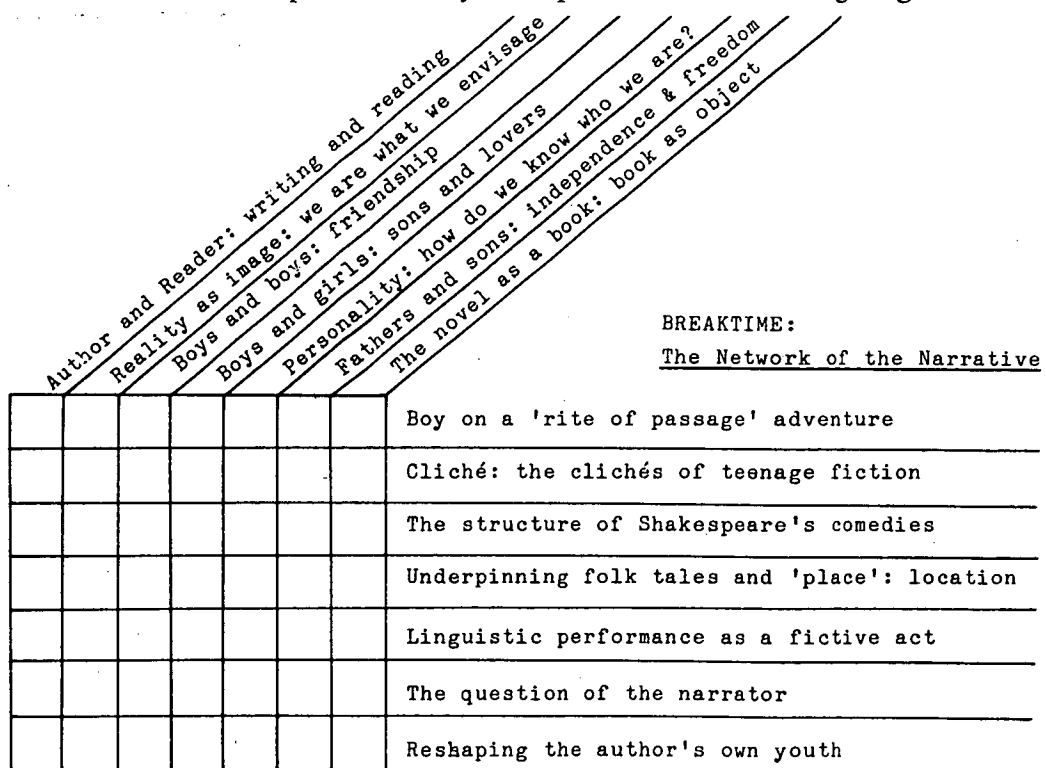 Author and Reader: writing and reading
Reality as image: we are what we envisage
Boys and boys: friendship
Boys and girls: sons and lovers
Personality: how do we know who we are?
Fathers and sons: independence & freedom
The novel as a book: book as object
BREAKTIME:
The Network of the Narrative
Boy on a 'rite of passage' adventure
Cliché: the clichés of teenage fiction
The structure of Shakespeare's comedies
Underpinning folk tales and 'place': location
Linguistic performance as a fictive act
The question of the narrator
Reshaping the author's own youth